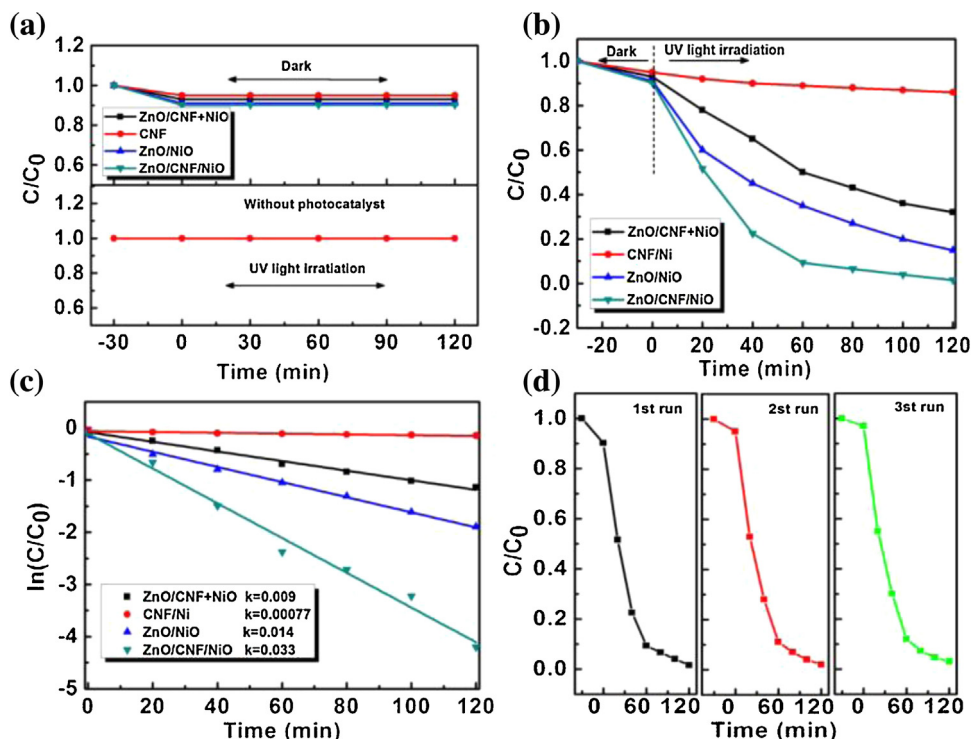 (a)
1.2
1.0
0.8
0.6
Dark
ZnO/CNF+NiO
CNF
ZnO/NiO
ZnO/CNF/NiO
C/C0
1.2
1.0
0.8
0.6
Without photocatalyst
UV light irratiation
-30 0 30 60 90 120
Time (min)
(b)
Dark UV light irradiation
1.0
0.8
0.6
0.4
0.2
0.0
-0.2
C/C0
ZnO/CNF+NiO
CNF/Ni
ZnO/NiO
ZnO/CNF/NiO
-20 0 20 40 60 80 100 120
Time (min)
(c)
0
-1
-2
-3
-4
-5
ln(C/C0)
ZnO/CNF+NiO k=0.009
CNF/Ni k=0.00077
ZnO/NiO k=0.014
ZnO/CNF/NiO k=0.033
0 20 40 60 80 100 120
Time (min)
(d)
1st run 2st run 3st run
1.0
0.8
0.6
0.4
0.2
0.0
C/C0
0 60 120 0 60 120 0 60 120
Time (min)